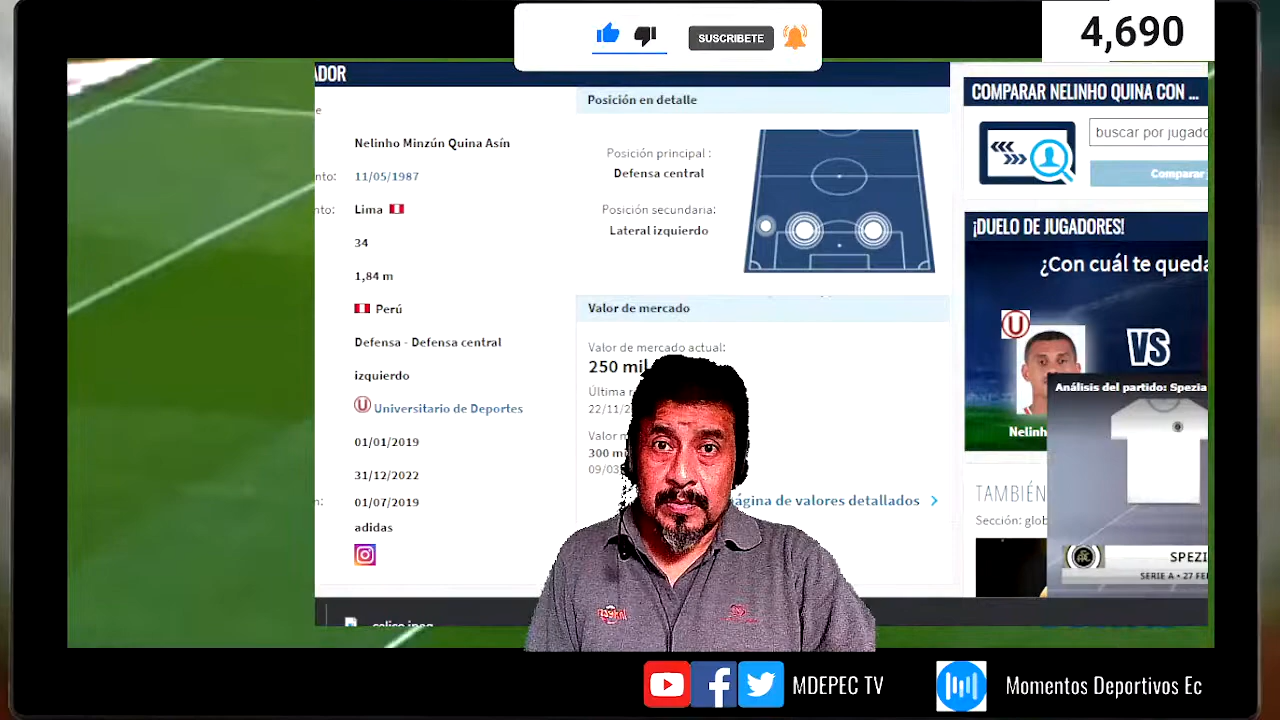 SUSCRIBETE
4,690
ADOR
Posición en detalle
Nelinho Minzún Quina Asín
nto:
11/05/1987
nto:
Lima
34
1,84 m
Perú
Defensa - Defensa central
izquierdo
U Universitario de Deportes
01/01/2019
31/12/2022
01/07/2019
adidas
Posición principal :
Defensa central
Posición secundaria:
Lateral izquierdo
Valor de mercado
Valor de mercado actual:
250 mil
Última
22/11/2
Valor
300 m
09/03
ágina de valores detallados
COMPARAR NELINHO QUINA CON ...
buscar por jugado
Comparar
¡DUELO DE JUGADORES!
¿Con cuál te queda
U
VS
Nelinh
Análisis del partido: Spezia
TAMBIÉN
Sección: glob
SPEZI
SERIE A • 27 FE
MDEPEC TV
Momentos Deportivos Ec